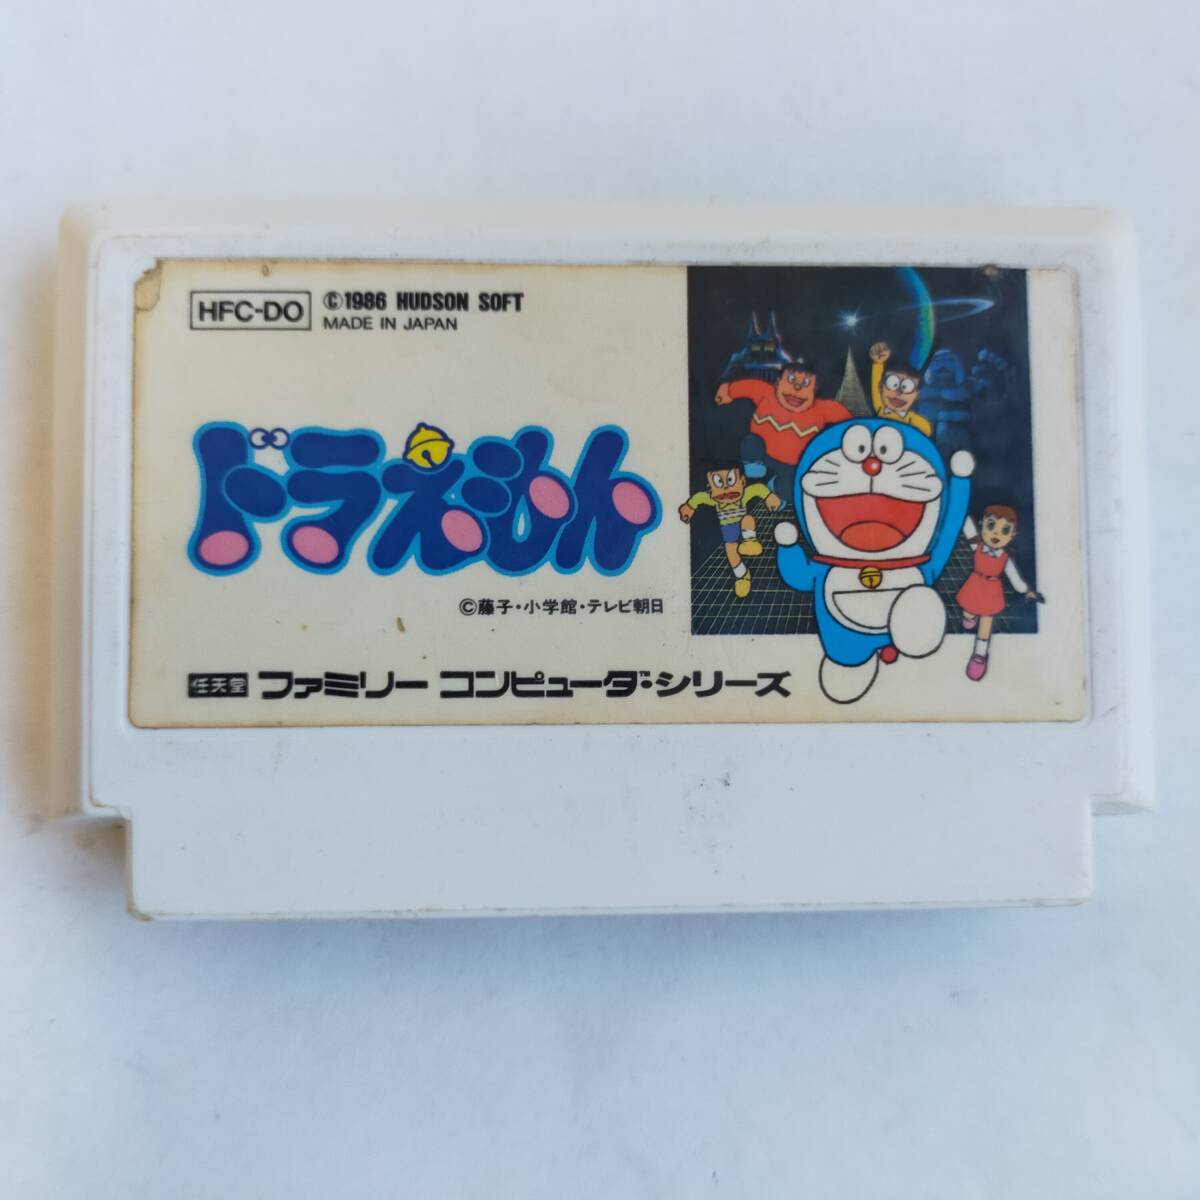 HFC-DO
©1986 HUDSON SOFT
MADE IN JAPAN
ドラえもん
©藤子・小学館・テレビ朝日
任天堂 ファミリー コンピュータ™・シリーズ